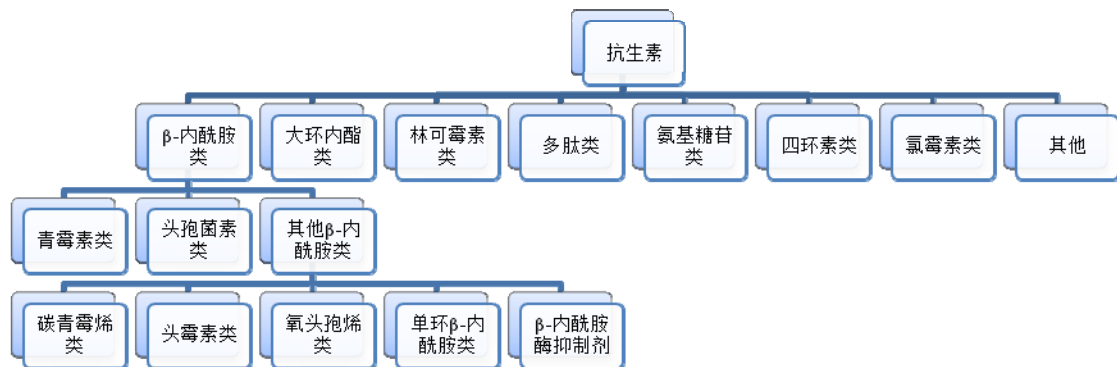 抗生素
β-内酰胺
类
大环内酯
类
林可霉素
类
多肽类
氨基糖苷
类
四环素类
氯霉素类
其他
青霉素类
头孢菌素
类
其他β-内
酰胺类
碳青霉烯
类
头霉素类
氧头孢烯
类
单环β-内
酰胺类
β-内酰胺
酶抑制剂